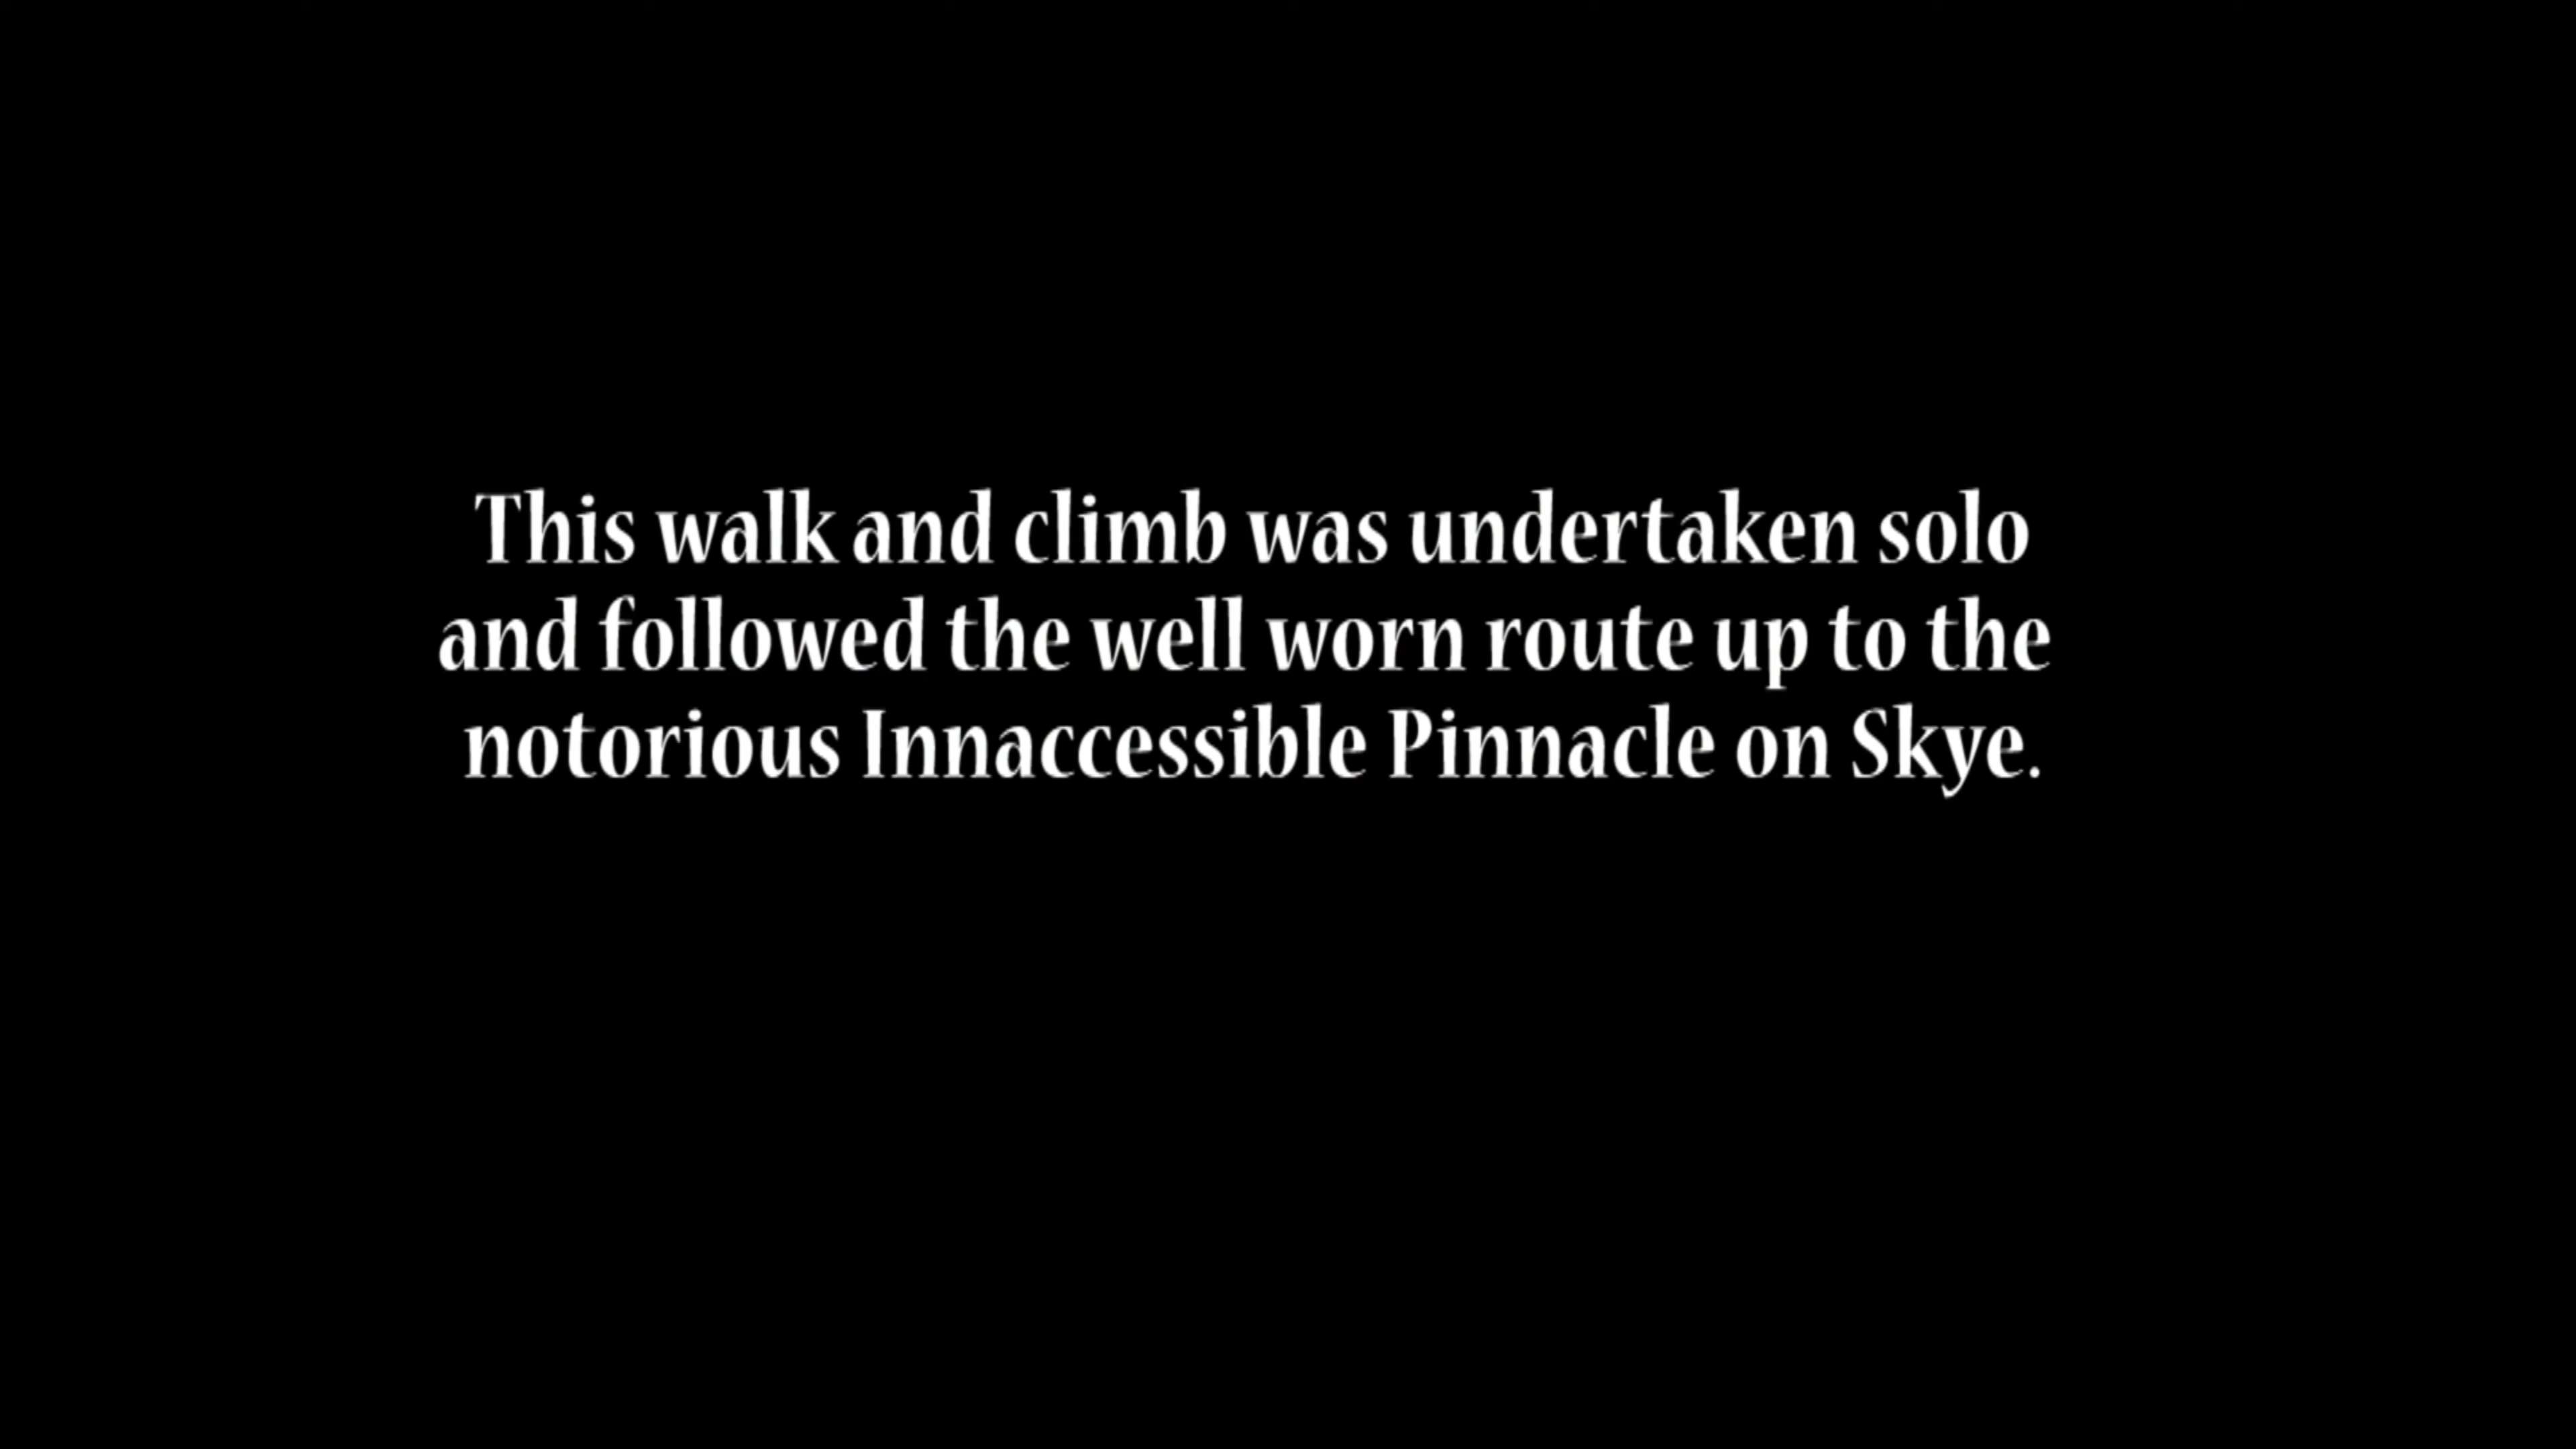 This walk and climb was undertaken solo
and followed the well worn route up to the
notorious Innaccessible Pinnacle on Skye.